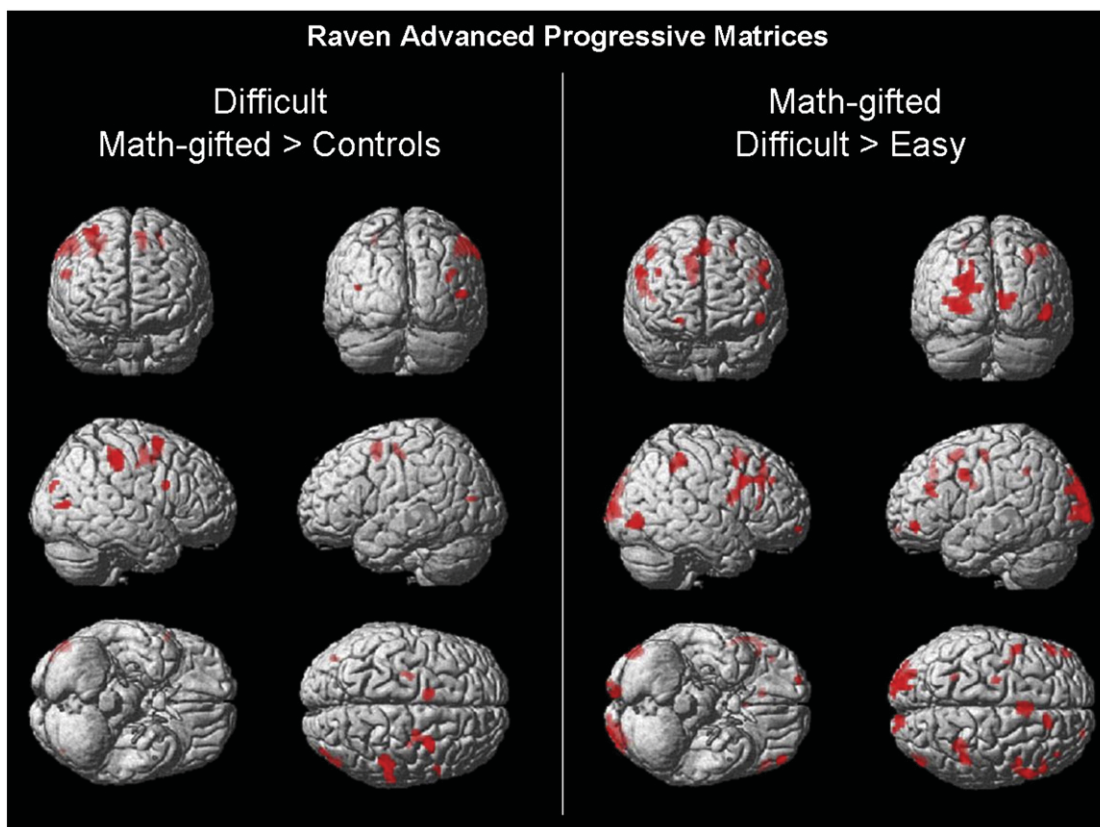 Raven Advanced Progressive Matrices
Difficult
Math-gifted > Controls
Math-gifted
Difficult > Easy